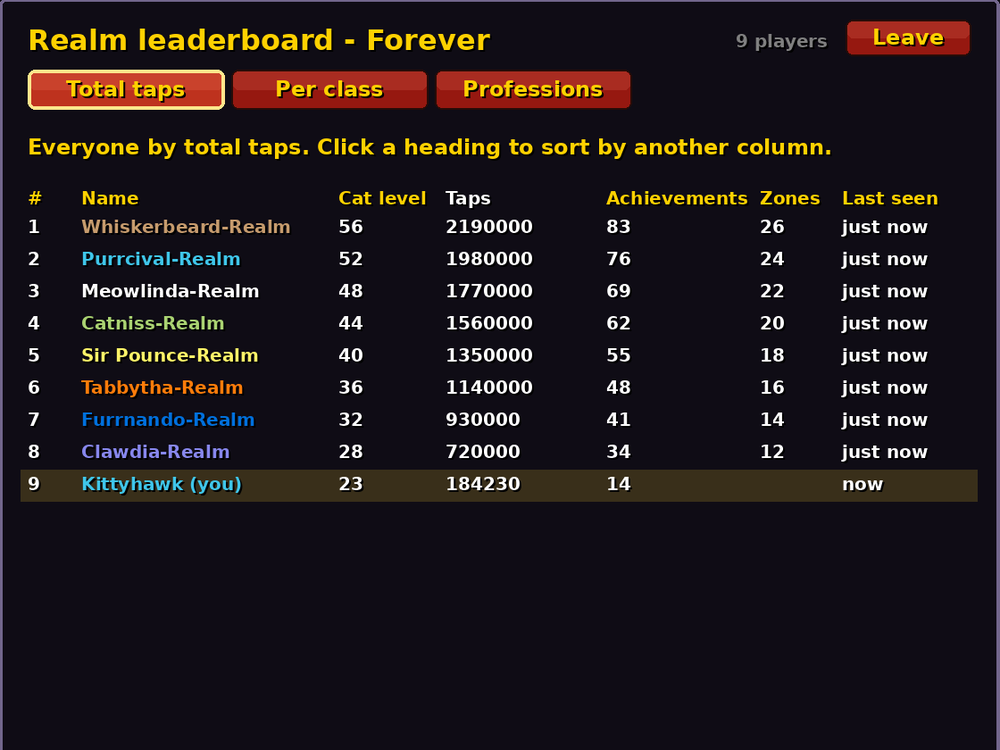 Realm leaderboard - Forever 9 players Leave
Total taps Per class Professions
Everyone by total taps. Click a heading to sort by another column.
# Name Cat level Taps Achievements Zones Last seen
1 Whiskerbeard-Realm 56 2190000 83 26 just now
2 Purrcival-Realm 52 1980000 76 24 just now
3 Meowlinda-Realm 48 1770000 69 22 just now
4 Catniss-Realm 44 1560000 62 20 just now
5 Sir Pounce-Realm 40 1350000 55 18 just now
6 Tabbytha-Realm 36 1140000 48 16 just now
7 Furrnando-Realm 32 930000 41 14 just now
8 Clawdia-Realm 28 720000 34 12 just now
9 Kittyhawk (you) 23 184230 14 now